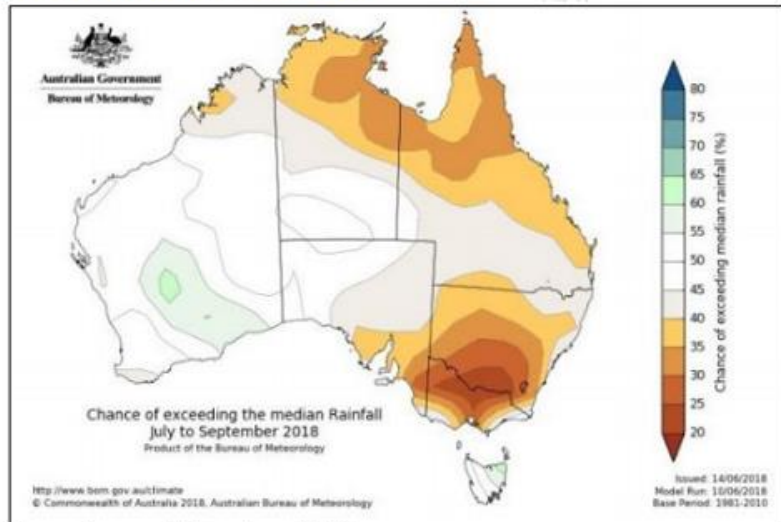 Australian Government
Bureau of Meteorology
80
75
70
65
60
55
50
45
40
35
30
25
20
Chance of exceeding median rainfall (%)
Chance of exceeding the median Rainfall
July to September 2018
Product of the Bureau of Meteorology
http://www.bom.gov.au/climate
© Commonwealth of Australia 2018, Australian Bureau of Meteorology
Issued: 14/06/2018
Model Run: 10/06/2018
Base Period: 1981-2010